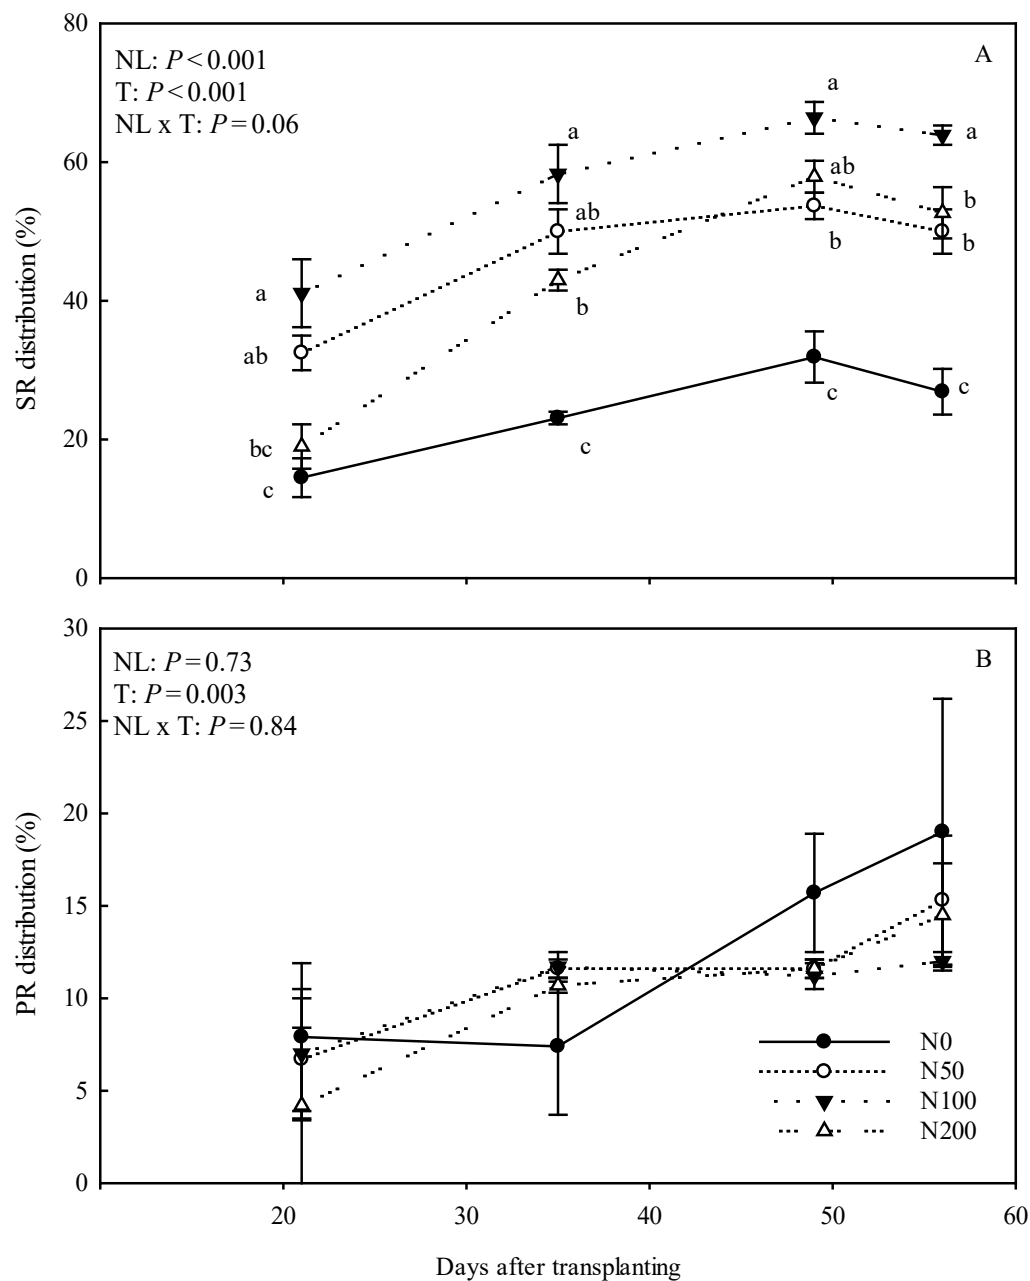 80
60
40
20
0
SR distribution (%)
NL: P < 0.001
T: P < 0.001
NL x T: P = 0.06
A
a
a
a
a
ab
ab
ab
b
b
b
b
bc
c
c
c
c
30
25
20
15
10
5
0
PR distribution (%)
NL: P = 0.73
T: P = 0.003
NL x T: P = 0.84
B
N0
N50
N100
N200
20
30
40
50
60
Days after transplanting